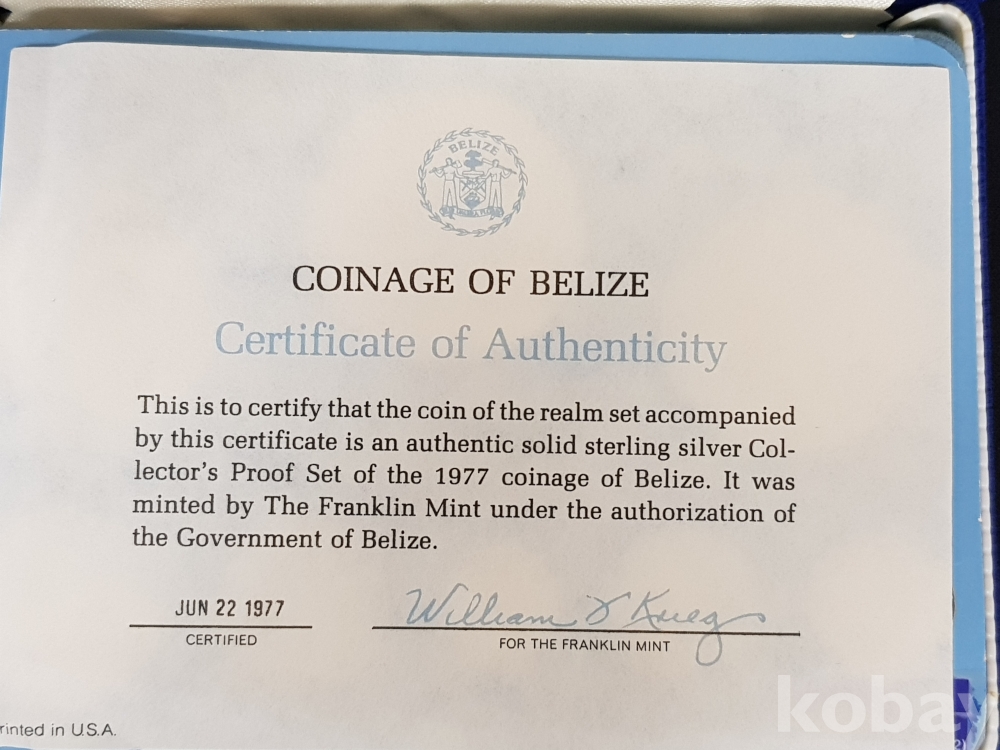 BELIZE
COINAGE OF BELIZE
Certificate of Authenticity
This is to certify that the coin of the realm set accompanied
by this certificate is an authentic solid sterling silver Col-
lector's Proof Set of the 1977 coinage of Belize. It was
minted by The Franklin Mint under the authorization of
the Government of Belize.
JUN 22 1977
CERTIFIED
William
FOR THE FRANKLIN MINT
rinted in U.S.A.
kobay